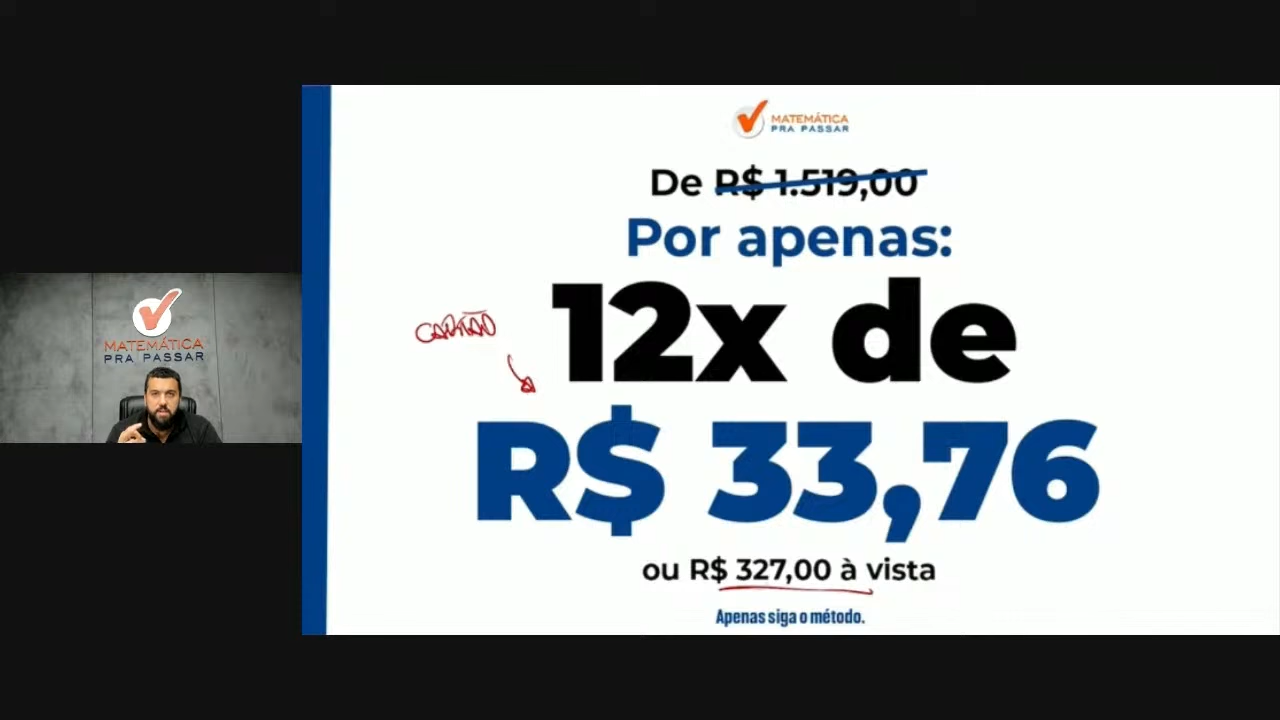 MATEMÁTICA
PRA PASSAR
MATEMÁTICA
PRA PASSAR
De R$ 1.519,00
Por apenas:
CARTÃO
12x de
R$ 33,76
ou R$ 327,00 à vista
Apenas siga o método.